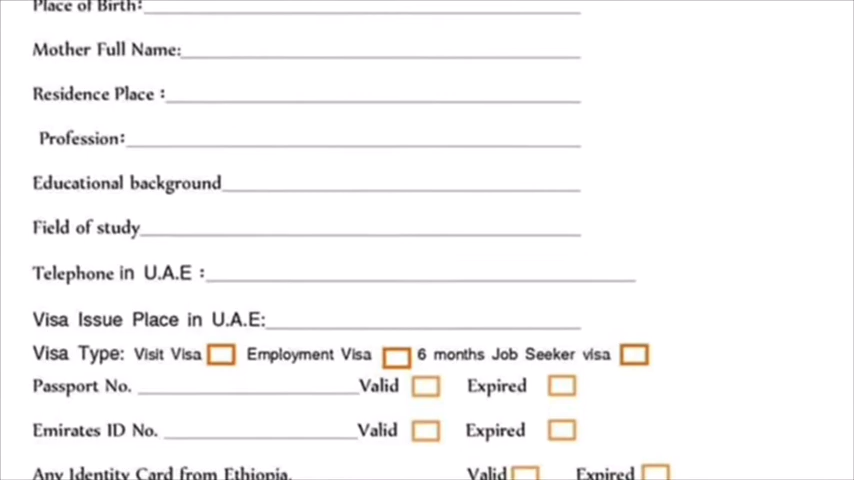 Place of Birth:
Mother Full Name:
Residence Place :
Profession:
Educational background
Field of study
Telephone in U.A.E :
Visa Issue Place in U.A.E:
Visa Type: Visit Visa Employment Visa 6 months Job Seeker visa
Passport No. Valid Expired
Emirates ID No. Valid Expired
Any Identity Card from Ethiopia. Valid Expired